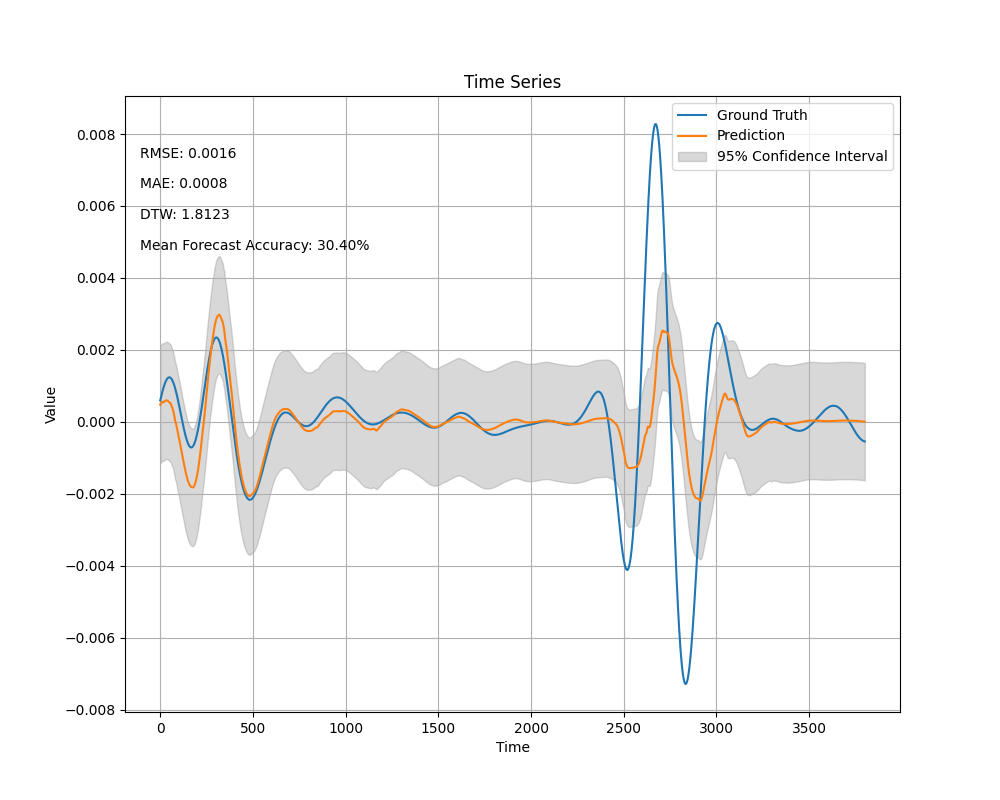 Time Series
Ground Truth
Prediction
95% Confidence Interval
RMSE: 0.0016
MAE: 0.0008
DTW: 1.8123
Mean Forecast Accuracy: 30.40%
Value
0.008
0.006
0.004
0.002
0.000
−0.002
−0.004
−0.006
−0.008
0 500 1000 1500 2000 2500 3000 3500
Time